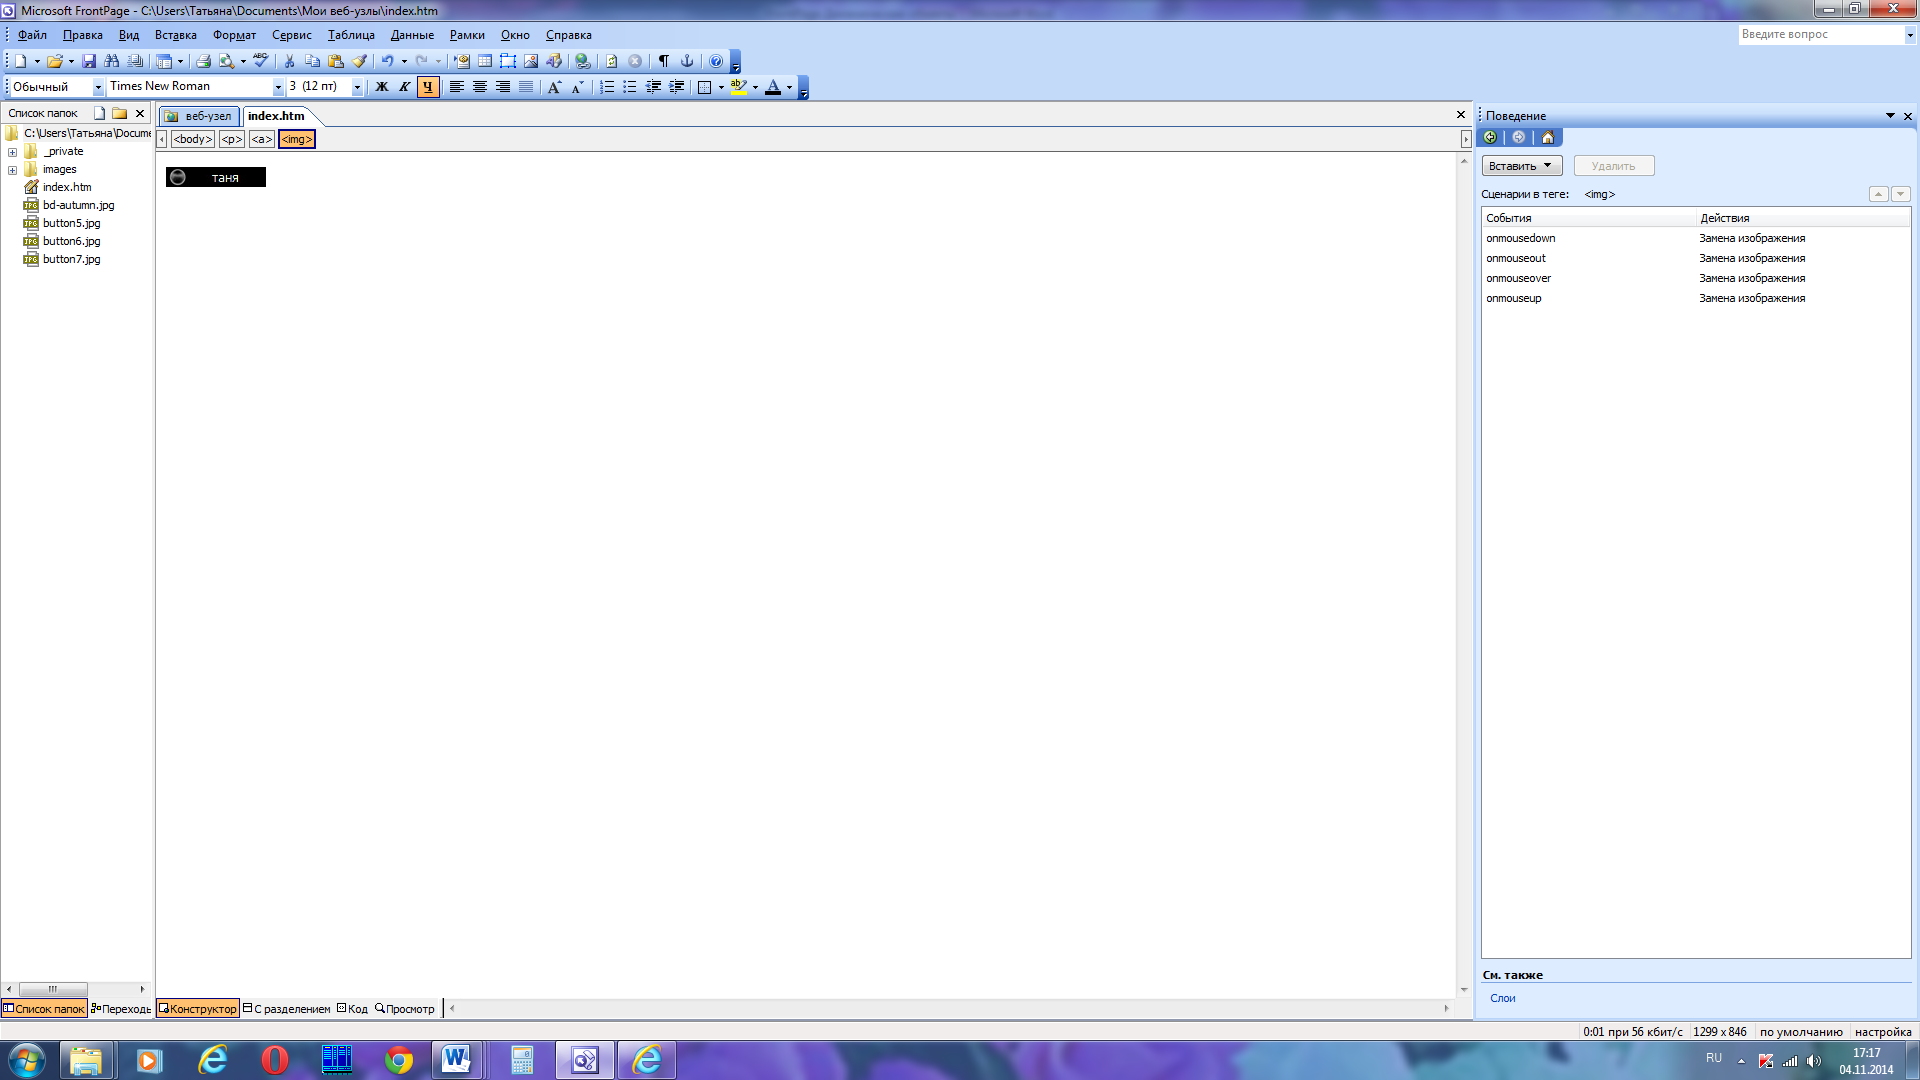 Microsoft FrontPage - C:\Users\Татьяна\Documents\Мои веб-узлы\index.htm
Файл Правка Вид Вставка Формат Сервис Таблица Данные Рамки Окно Справка
Введите вопрос
Обычный Times New Roman 3 (12 пт) Ж К Ч
Список папок
C:\Users\Татьяна\Docume
_private
images
index.htm
bd-autumn.jpg
button5.jpg
button6.jpg
button7.jpg
веб-узел index.htm
<body> <p> <a> <img>
таня
Поведение
Вставить Удалить
Сценарии в теге: <img>
События Действия
onmousedown Замена изображения
onmouseout Замена изображения
onmouseover Замена изображения
onmouseup Замена изображения
См. также
Слои
Список папок Переходы Конструктор С разделением Код Просмотр
0:01 при 56 кбит/с 1299 x 846 по умолчанию настройка
RU
17:17
04.11.2014